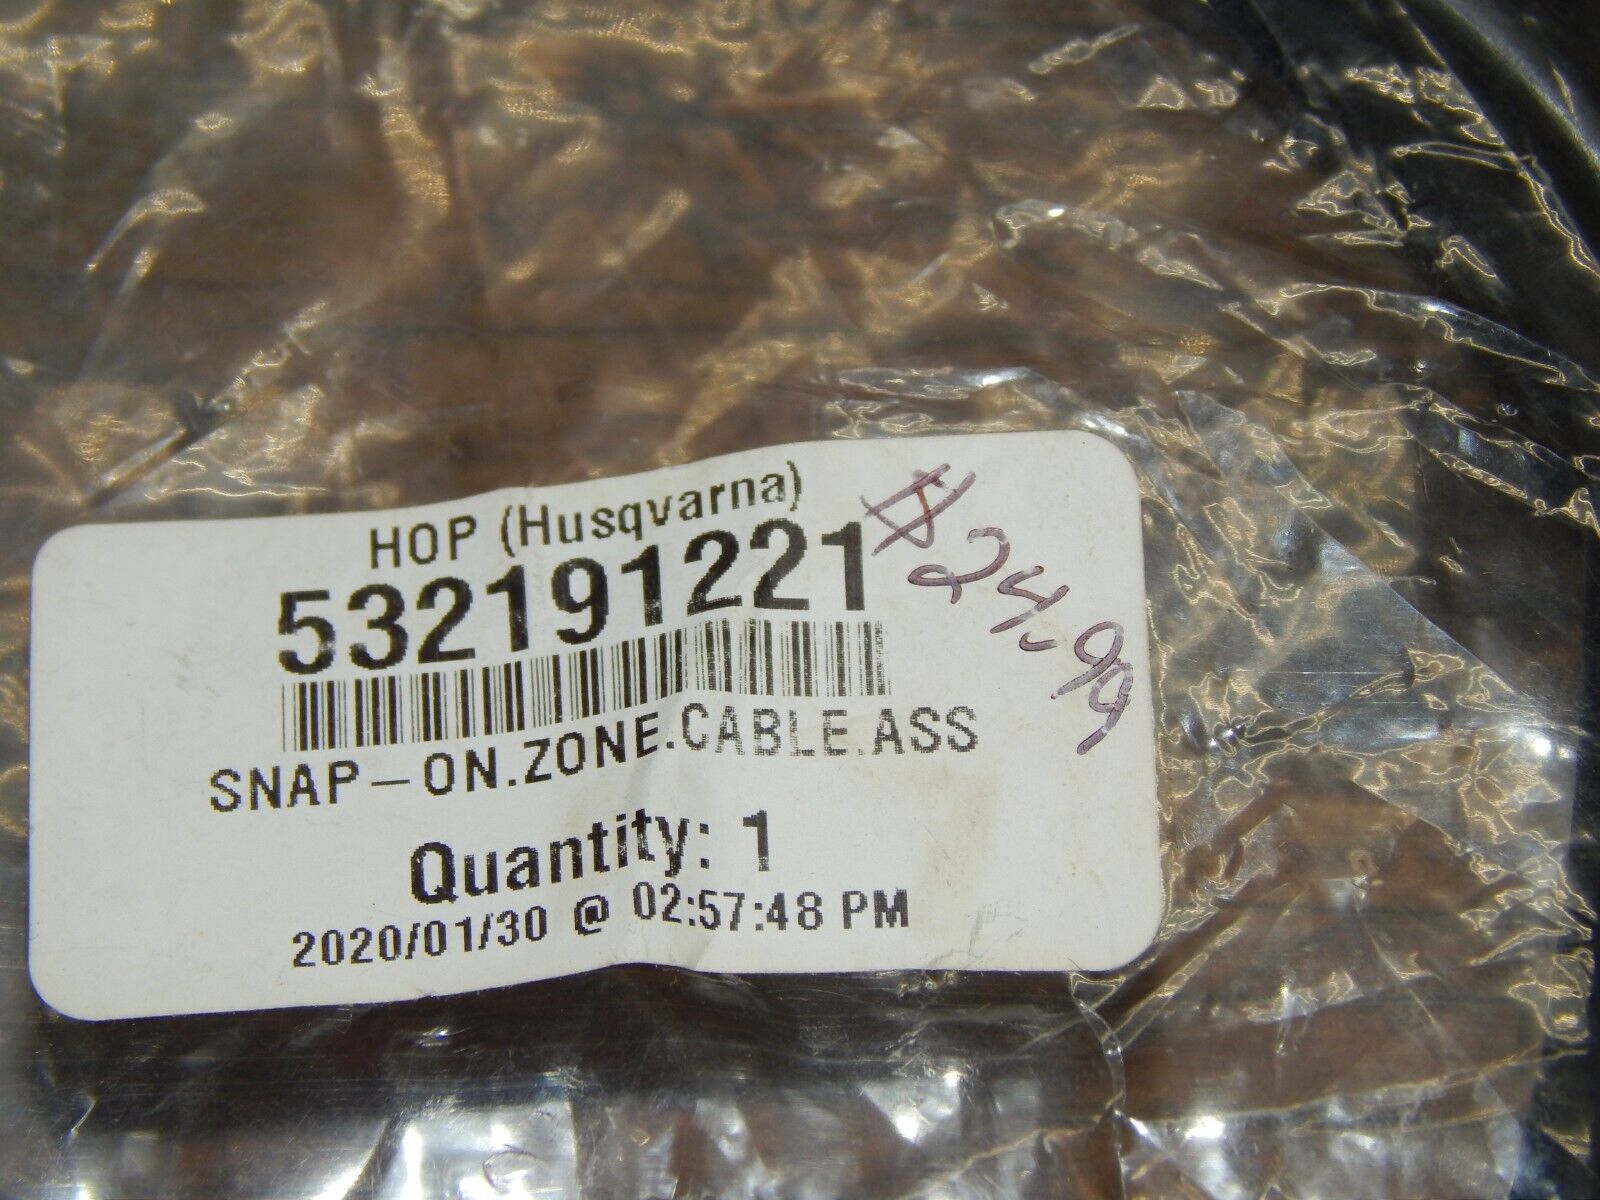 HOP (Husqvarna)
532191221
$24.99
SNAP-ON.ZONE.CABLE.ASS
Quantity: 1
2020/01/30 @ 02:57:48 PM